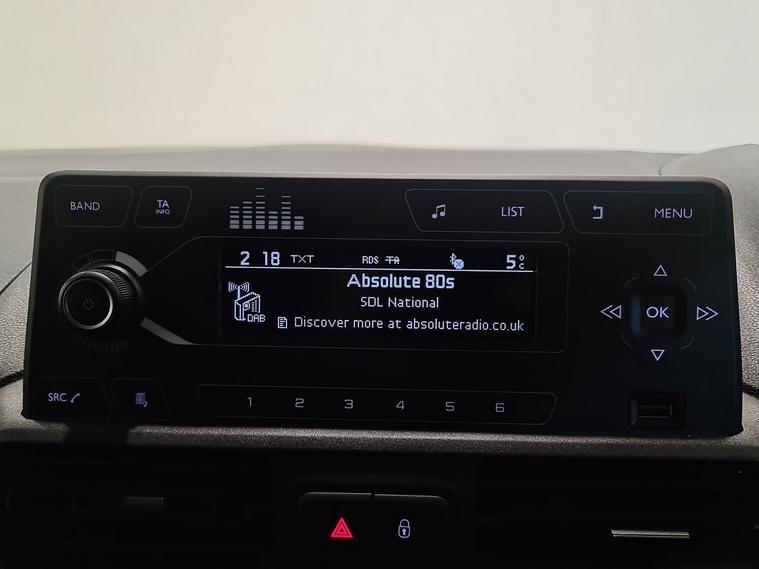 BAND
TA
INFO
LIST
MENU
2 18 TXT RDS TA 5°C
Absolute 80s
SDL National
DAB
Discover more at absoluteradio.co.uk
OK
SRC
1 2 3 4 5 6